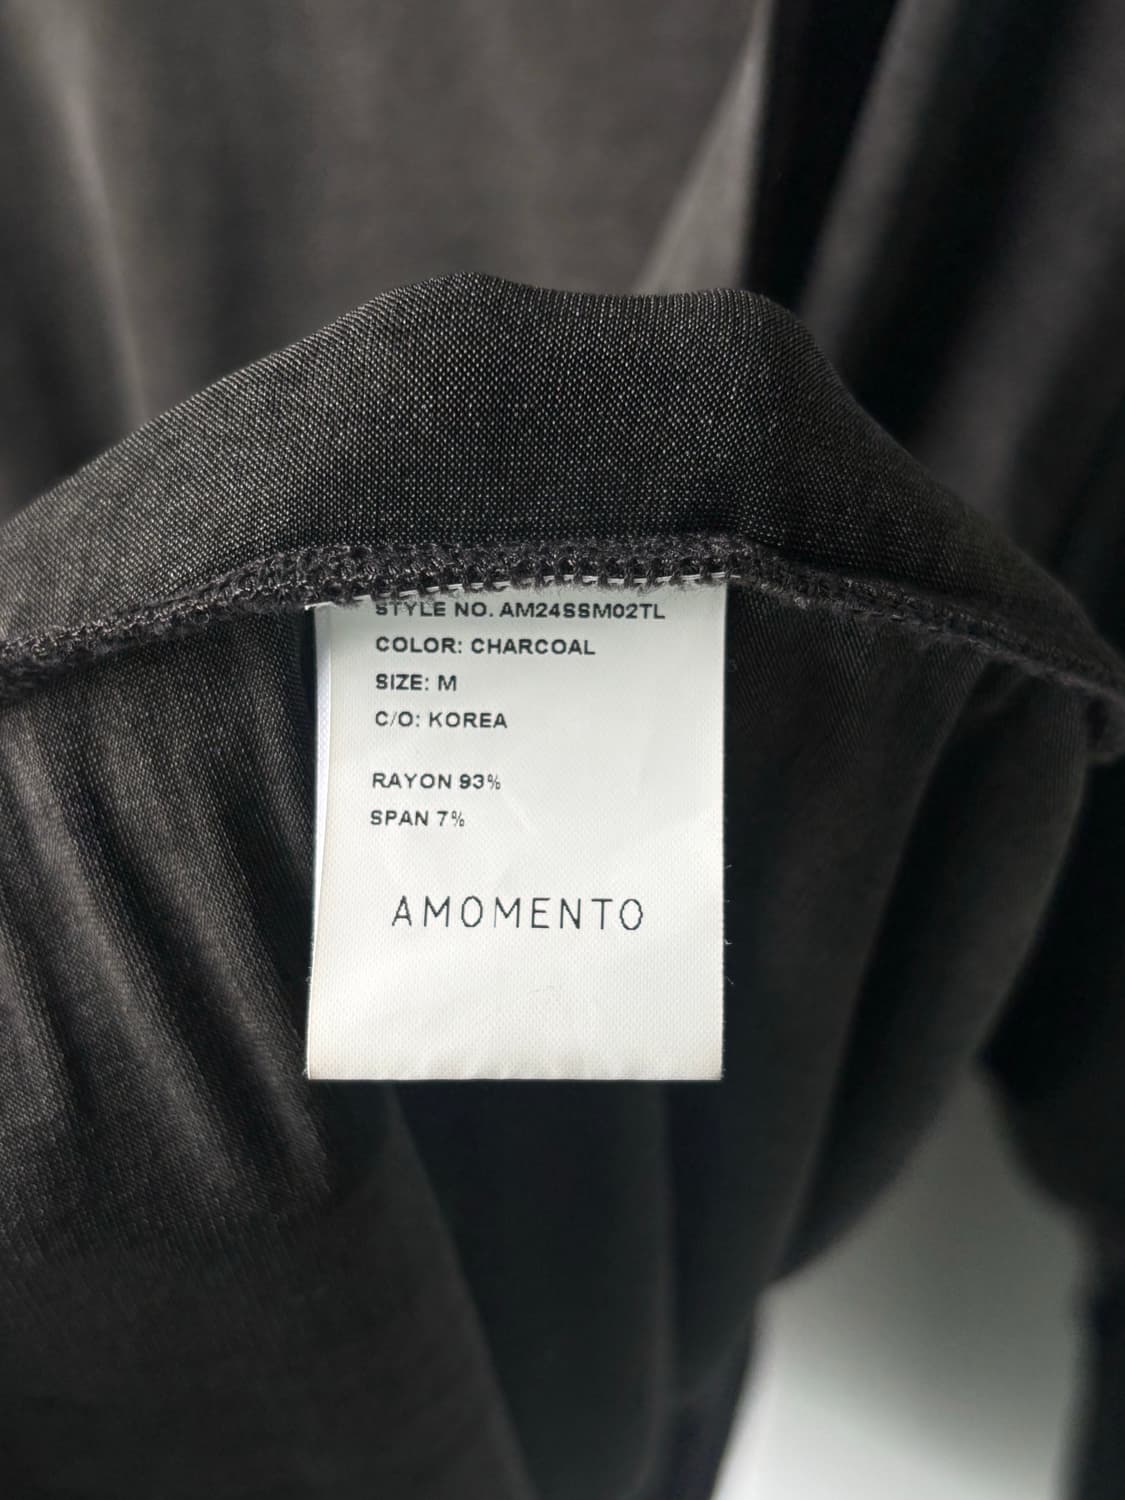 STYLE NO. AM24SSM02TL
COLOR: CHARCOAL
SIZE: M
C/O: KOREA
RAYON 93%
SPAN 7%
AMOMENTO